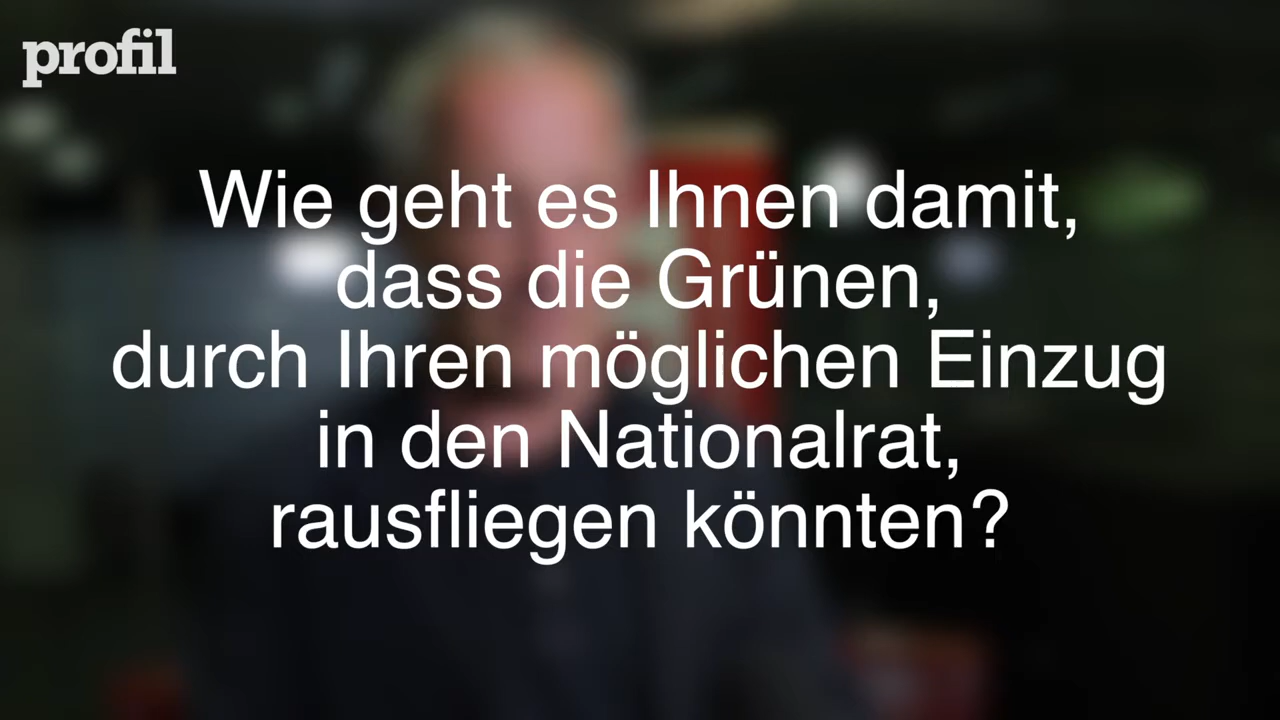 profil
Wie geht es Ihnen damit,
dass die Grünen,
durch Ihren möglichen Einzug
in den Nationalrat,
rausfliegen könnten?